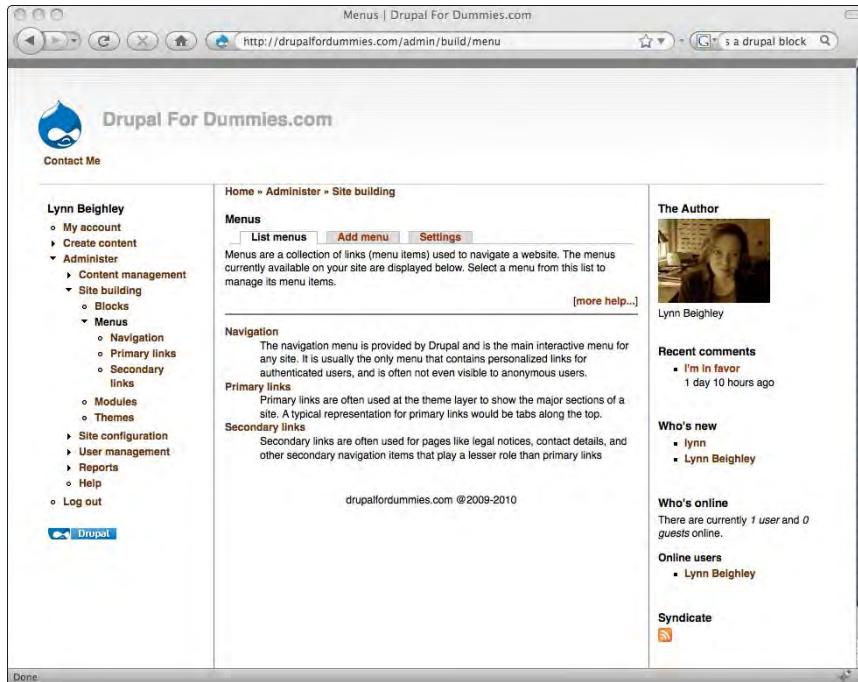 Menus | Drupal For Dummies.com
http://drupalfordummies.com/admin/build/menu
s a drupal block
Drupal For Dummies.com
Contact Me
Lynn Beighley
My account
Create content
Administer
Content management
Site building
Blocks
Menus
Navigation
Primary links
Secondary
links
Modules
Themes
Site configuration
User management
Reports
Help
Log out
Drupal
Home » Administer » Site building
Menus
List menus Add menu Settings
Menus are a collection of links (menu items) used to navigate a website. The menus
currently available on your site are displayed below. Select a menu from this list to
manage its menu items.
[more help...]
Navigation
The navigation menu is provided by Drupal and is the main interactive menu for
any site. It is usually the only menu that contains personalized links for
authenticated users, and is often not even visible to anonymous users.
Primary links
Primary links are often used at the theme layer to show the major sections of a
site. A typical representation for primary links would be tabs along the top.
Secondary links
Secondary links are often used for pages like legal notices, contact details, and
other secondary navigation items that play a lesser role than primary links
drupalfordummies.com @2009-2010
The Author
Lynn Beighley
Recent comments
I'm in favor
1 day 10 hours ago
Who's new
lynn
Lynn Beighley
Who's online
There are currently 1 user and 0
guests online.
Online users
Lynn Beighley
Syndicate
Done